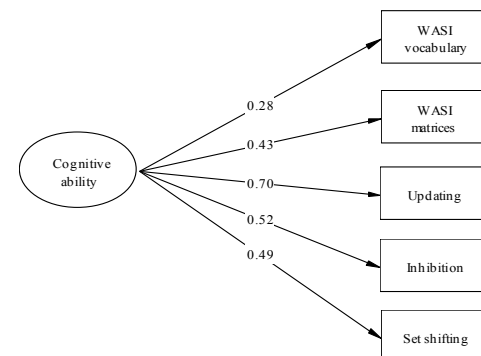 WASI
vocabulary
0.28
WASI
matrices
0.43
Cognitive
ability
0.70
Updating
0.52
0.49
Inhibition
Set shifting